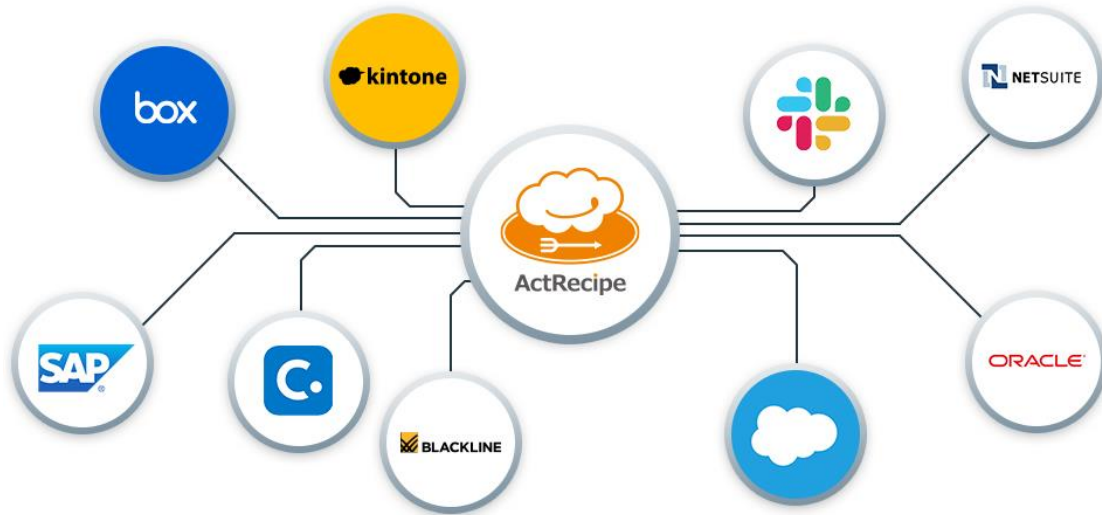 box
kintone
NETSUITE
ActRecipe
SAP
®
C.
BLACKLINE
ORACLE